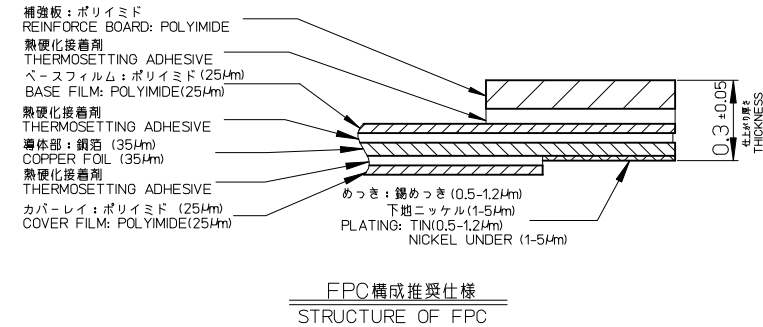 補強板：ポリイミド
REINFORCE BOARD: POLYIMIDE
熱硬化接着剤
THERMOSETTING ADHESIVE
ベースフィルム：ポリイミド(25μm)
BASE FILM: POLYIMIDE(25μm)
熱硬化接着剤
THERMOSETTING ADHESIVE
導体部：銅箔 (35μm)
COPPER FOIL (35μm)
熱硬化接着剤
THERMOSETTING ADHESIVE
カバーレイ：ポリイミド (25μm)
COVER FILM: POLYIMIDE(25μm)
めっき：錫めっき(0.5-1.2μm)
下地ニッケル(1-5μm)
PLATING: TIN(0.5-1.2μm)
NICKEL UNDER (1-5μm)
0.3 ±0.05
仕上がり厚さ
THICKNESS
FPC構成推奨仕様
STRUCTURE OF FPC